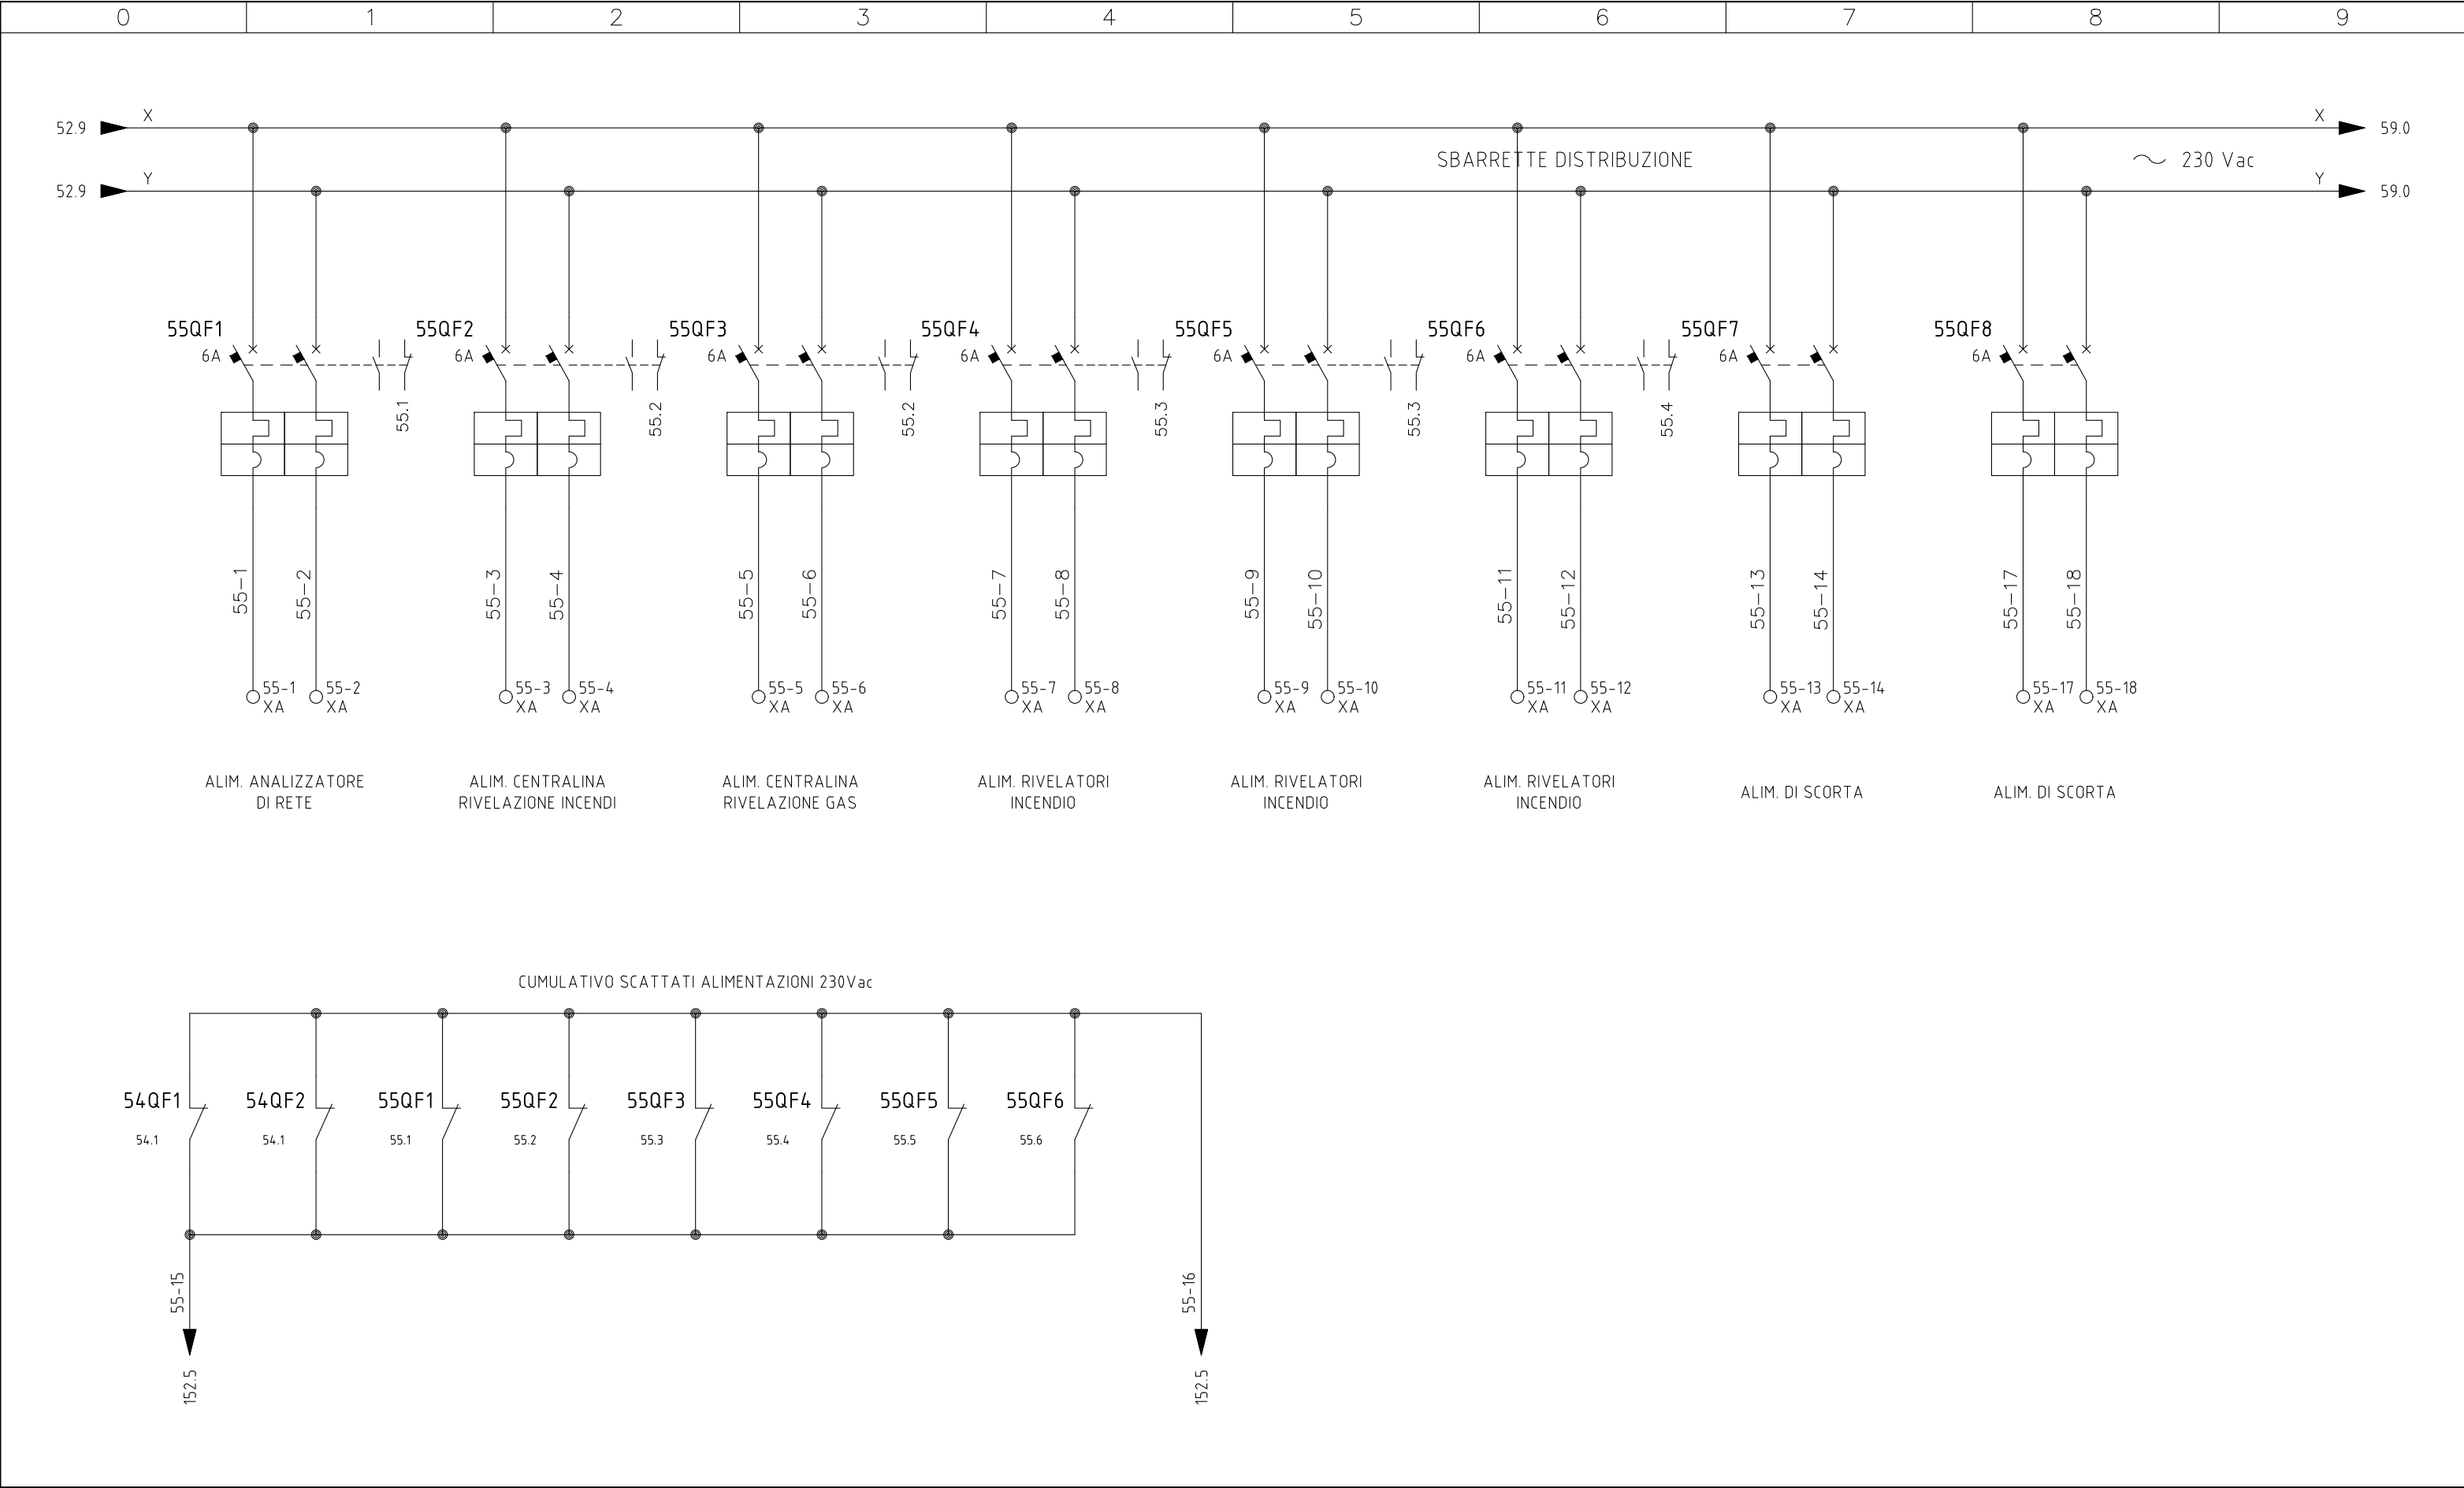 0 1 2 3 4 5 6 7 8 9
52.9 X X 59.0
SBARRETTE DISTRIBUZIONE 230 Vac
52.9 Y Y 59.0
55QF1 55QF2 55QF3 55QF4 55QF5 55QF6 55QF7 55QF8
6A 6A 6A 6A 6A 6A 6A 6A
55.1 55.2 55.2 55.3 55.3 55.4
55-1 55-2 55-3 55-4 55-5 55-6 55-7 55-8 55-9 55-10 55-11 55-12 55-13 55-14 55-17 55-18
55-1 55-2 55-3 55-4 55-5 55-6 55-7 55-8 55-9 55-10 55-11 55-12 55-13 55-14 55-17 55-18
XA XA XA XA XA XA XA XA XA XA XA XA XA XA XA XA
ALIM. ANALIZZATORE
DI RETE
ALIM. CENTRALINA
RIVELAZIONE INCENDI
ALIM. CENTRALINA
RIVELAZIONE GAS
ALIM. RIVELATORI
INCENDIO
ALIM. RIVELATORI
INCENDIO
ALIM. RIVELATORI
INCENDIO
ALIM. DI SCORTA
ALIM. DI SCORTA
CUMULATIVO SCATTATI ALIMENTAZIONI 230Vac
54QF1 54QF2 55QF1 55QF2 55QF3 55QF4 55QF5 55QF6
54.1 54.1 55.1 55.2 55.3 55.4 55.5 55.6
55-15 55-16
152.5 152.5